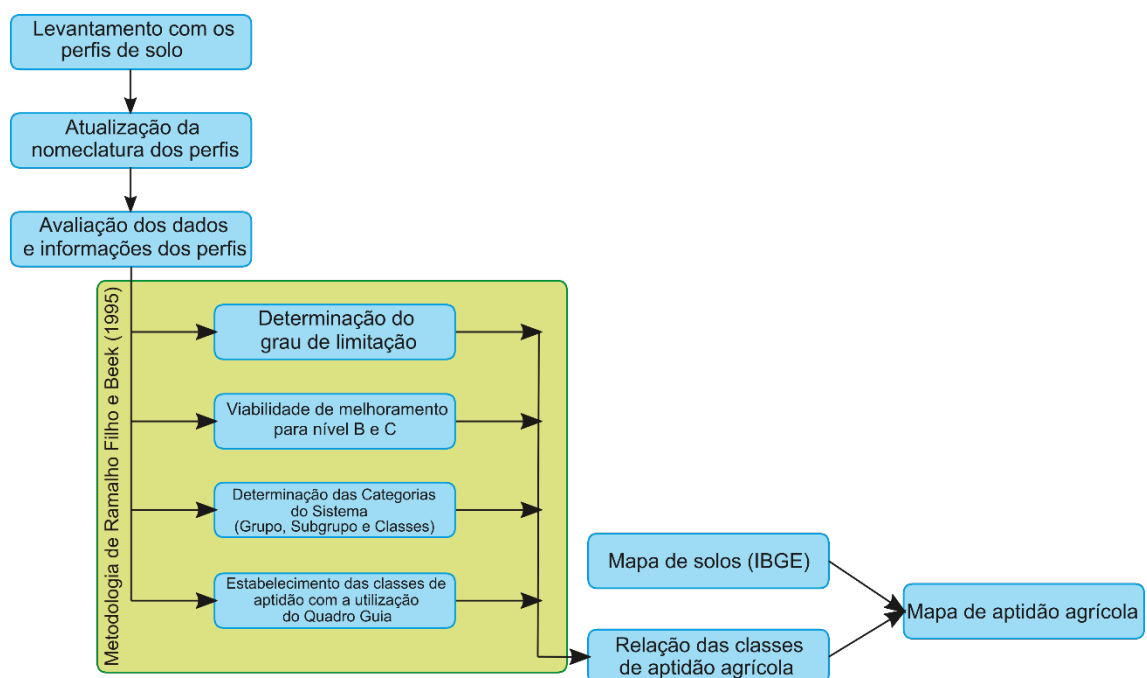 Levantamento com os
perfis de solo
Atualização da
nomeclatura dos perfis
Avaliação dos dados
e informações dos perfis
Metodologia de Ramalho Filho e Beek (1995)
Determinação do
grau de limitação
Viabilidade de melhoramento
para nível B e C
Determinação das Categorias
do Sistema
(Grupo, Subgrupo e Classes)
Estabelecimento das classes de
aptidão com a utilização
do Quadro Guia
Mapa de solos (IBGE)
Relação das classes
de aptidão agrícola
Mapa de aptidão agrícola